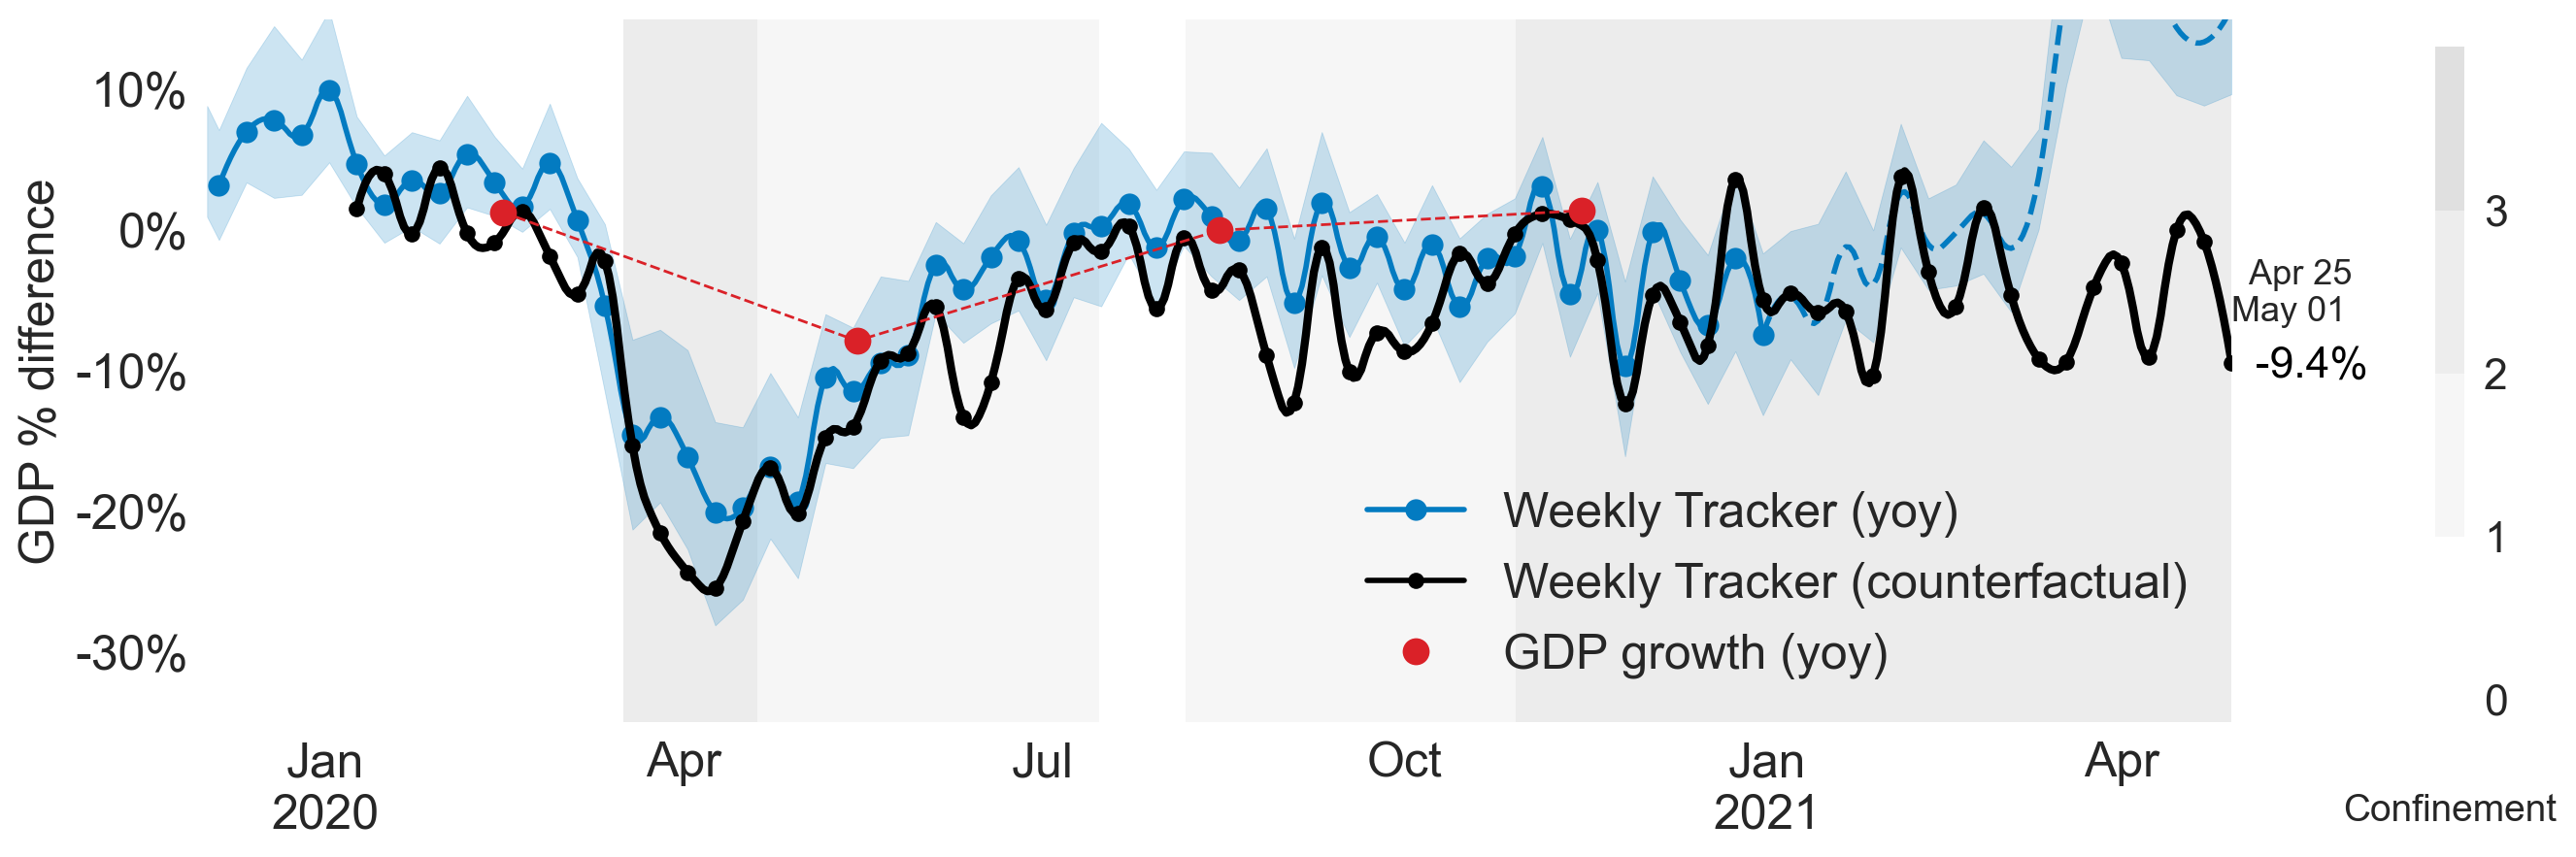 GDP % difference
10%
0%
-10%
-20%
-30%
Weekly Tracker (yoy)
Weekly Tracker (counterfactual)
GDP growth (yoy)
Apr 25
May 01
-9.4%
3
2
1
0
Jan Apr Jul Oct Jan Apr
2020 2021
Confinement